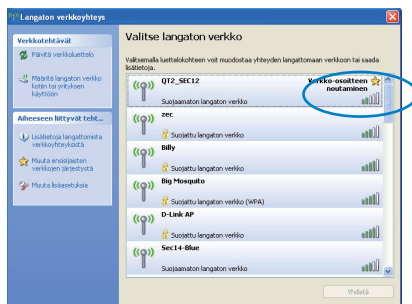 Langaton verkkoyhteys
Verkkotehtävät
Päivitä verkkoluettelo
Määritä langaton verkko
kotiin tai yrityksen
käyttöön
Aiheeseen liittyvät teht...
Lisätietoja langattomista
verkkoyhteyksistä
Muuta ensisijaisten
verkkojen järjestystä
Muuta lisäasetuksia
Valitse langaton verkko
Valitsemalla luettelokohteen voit muodostaa yhteyden langattomaan verkkoon tai saada
lisätietoja.
QT2_SEC12
Verkko-osoitteen
noutaminen
Suojaamaton langaton verkko
zec
Suojattu langaton verkko
Billy
Suojattu langaton verkko
Big Mosquito
Suojattu langaton verkko (WPA)
D-Link AP
Suojattu langaton verkko
Sec14-Blue
Suojaamaton langaton verkko
Yhdistä